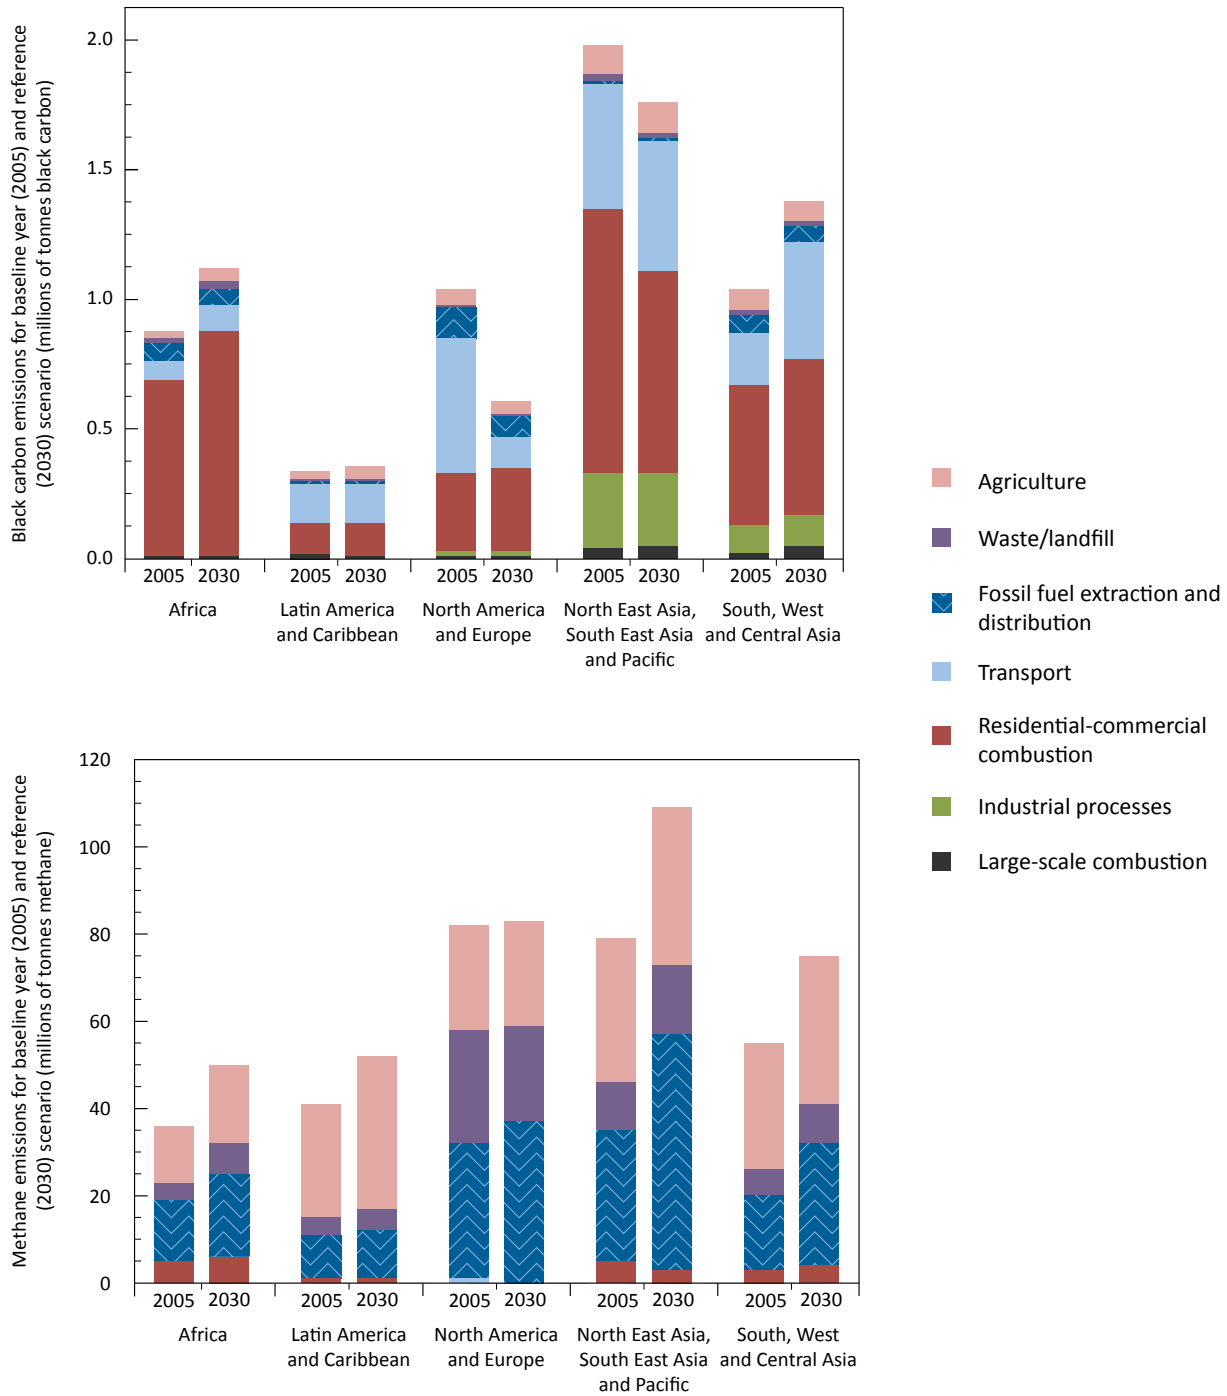 Black carbon emissions for baseline year (2005) and reference
(2030) scenario (millions of tonnes black carbon)
2.0
1.5
1.0
0.5
0.0
2005 2030 2005 2030 2005 2030 2005 2030 2005 2030
Africa
Latin America
and Caribbean
North America
and Europe
North East Asia,
South East Asia
and Pacific
South, West
and Central Asia
Agriculture
Waste/landfill
Fossil fuel extraction and
distribution
Transport
Residential-commercial
combustion
Industrial processes
Large-scale combustion
Methane emissions for baseline year (2005) and reference
(2030) scenario (millions of tonnes methane)
120
100
80
60
40
20
0
2005 2030 2005 2030 2005 2030 2005 2030 2005 2030
Africa
Latin America
and Caribbean
North America
and Europe
North East Asia,
South East Asia
and Pacific
South, West
and Central Asia